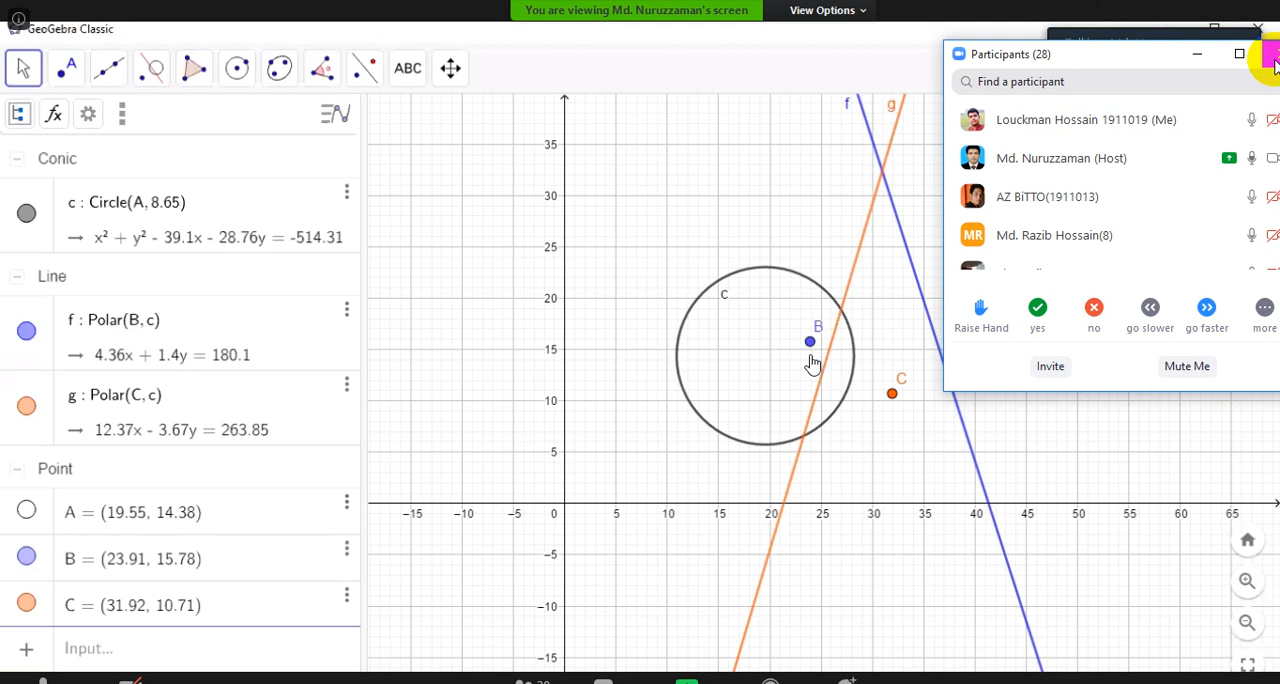 You are viewing Md. Nuruzzaman's screen
View Options
GeoGebra Classic
ABC
Participants (28)
Find a participant
Louckman Hossain 1911019 (Me)
Md. Nuruzzaman (Host)
AZ BiTTO(1911013)
MR Md. Razib Hossain(8)
Raise Hand
yes
no
go slower
go faster
more
Invite
Mute Me
Conic
c : Circle(A, 8.65)
→ x² + y² - 39.1x - 28.76y = -514.31
Line
f : Polar(B, c)
→ 4.36x + 1.4y = 180.1
g : Polar(C, c)
→ 12.37x - 3.67y = 263.85
Point
A = (19.55, 14.38)
B = (23.91, 15.78)
C = (31.92, 10.71)
Input...
f
g
c
B
C
35
30
25
20
15
10
5
−15 −10 −5 0 5 10 15 20 25 30 35 40 45 50 55 60 65
−5
−10
−15